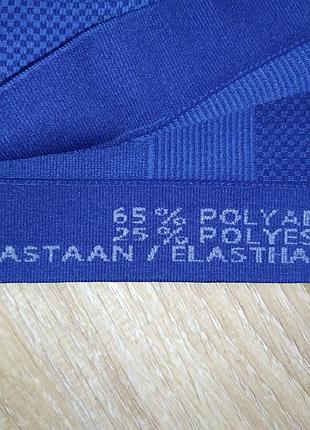 65% POLYAM
25% POLYES
ASTAAN / ELASTHA